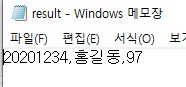 result - Windows 메모장
파일(F) 편집(E) 서식(O) 보기
20201234,홍길동,97